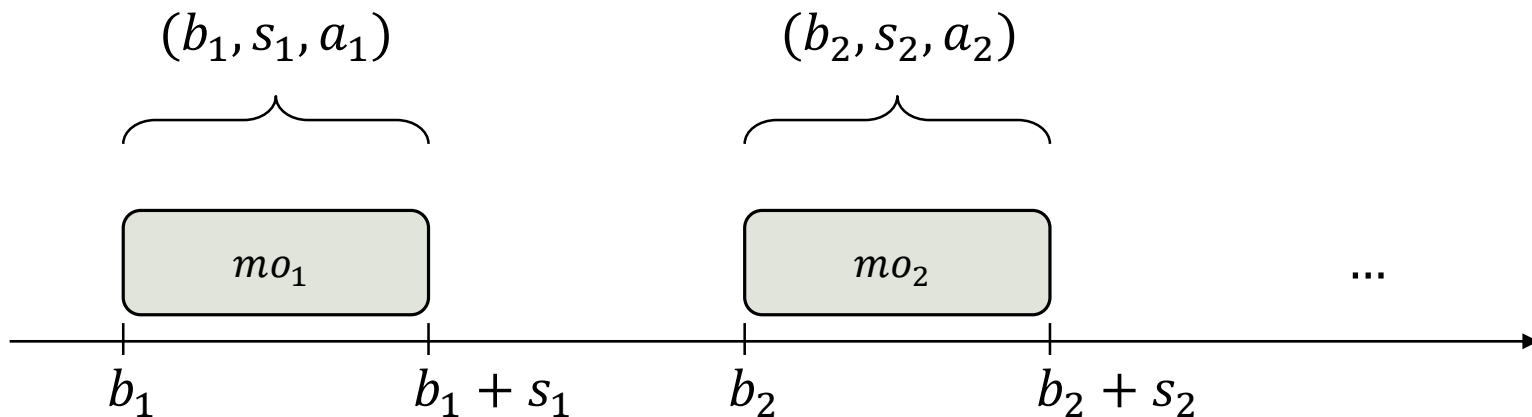 (b₁, s₁, a₁) (b₂, s₂, a₂)
mo₁ mo₂ ...
b₁ b₁ + s₁ b₂ b₂ + s₂